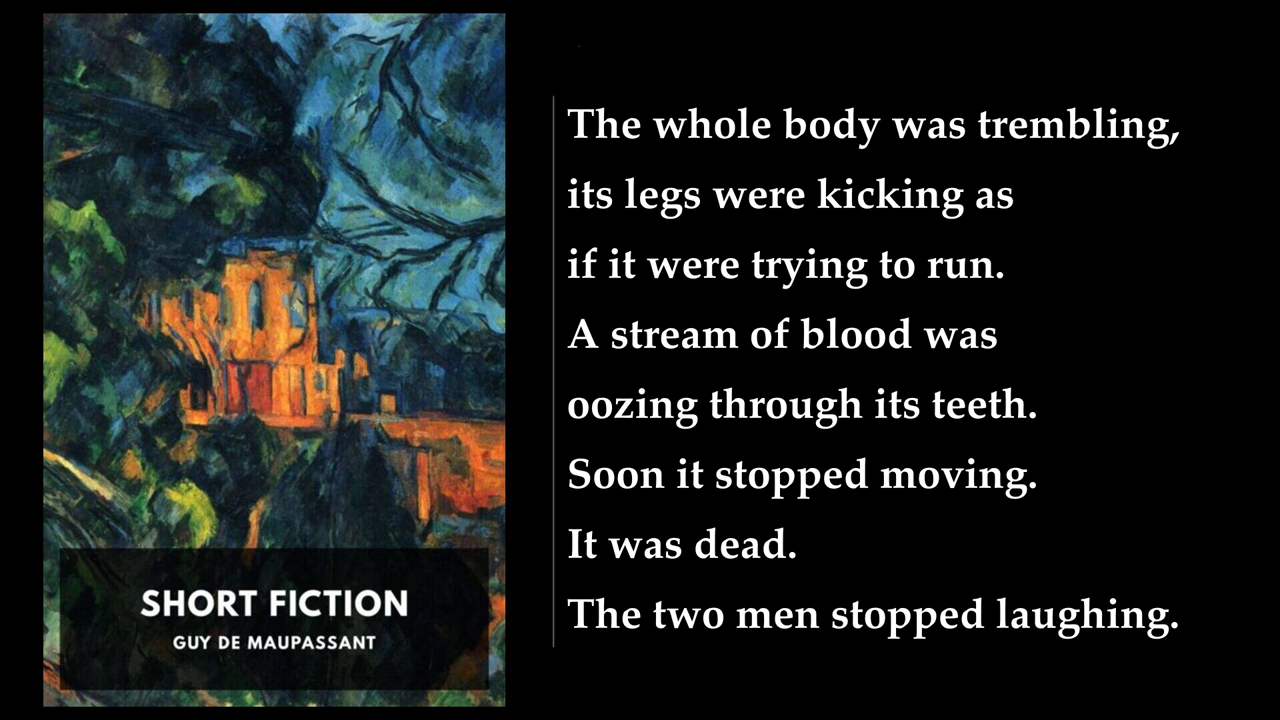 SHORT FICTION
GUY DE MAUPASSANT
The whole body was trembling,
its legs were kicking as
if it were trying to run.
A stream of blood was
oozing through its teeth.
Soon it stopped moving.
It was dead.
The two men stopped laughing.